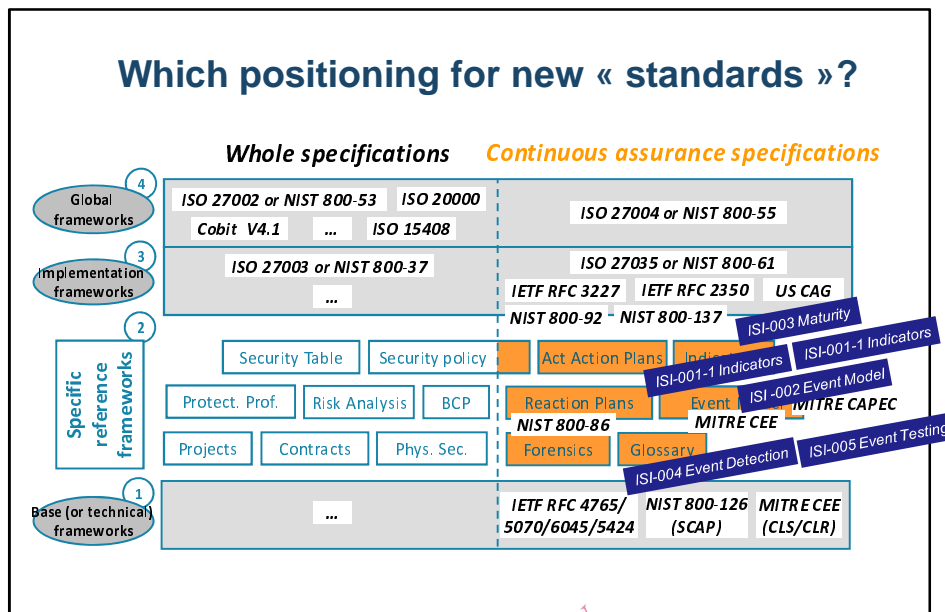 Which positioning for new « standards »?
Whole specifications
Continuous assurance specifications
4
Global
frameworks
ISO 27002 or NIST 800-53
ISO 20000
Cobit V4.1
...
ISO 15408
ISO 27004 or NIST 800-55
3
Implementation
frameworks
ISO 27003 or NIST 800-37
...
ISO 27035 or NIST 800-61
IETF RFC 3227
IETF RFC 2350
US CAG
NIST 800-92
NIST 800-137
ISI-003 Maturity
2
Specific
reference
frameworks
Security Table
Security policy
Act Action Plans
ISI-001-1 Indicators
ISI-001-1 Indicators
Protect. Prof.
Risk Analysis
BCP
Reaction Plans
Event
ISI-002 Event Model
MITRE CAPEC
NIST 800-86
MITRE CEE
Projects
Contracts
Phys. Sec.
Forensics
Glossary
ISI-004 Event Detection
ISI-005 Event Testing
1
Base (or technical)
frameworks
...
IETF RFC 4765/
5070/6045/5424
NIST 800-126
(SCAP)
MITRE CEE
(CLS/CLR)